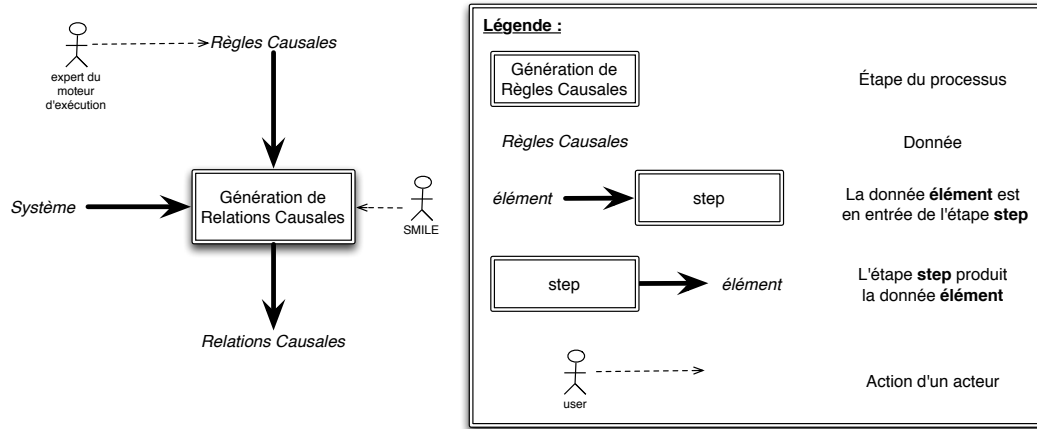 Règles Causales
expert du
moteur
d'exécution
Système
Génération de
Relations Causales
SMILE
Relations Causales
Légende :
Génération de
Règles Causales
Étape du processus
Règles Causales
Donnée
élément
step
La donnée élément est
en entrée de l'étape step
step
élément
L'étape step produit
la donnée élément
user
Action d'un acteur